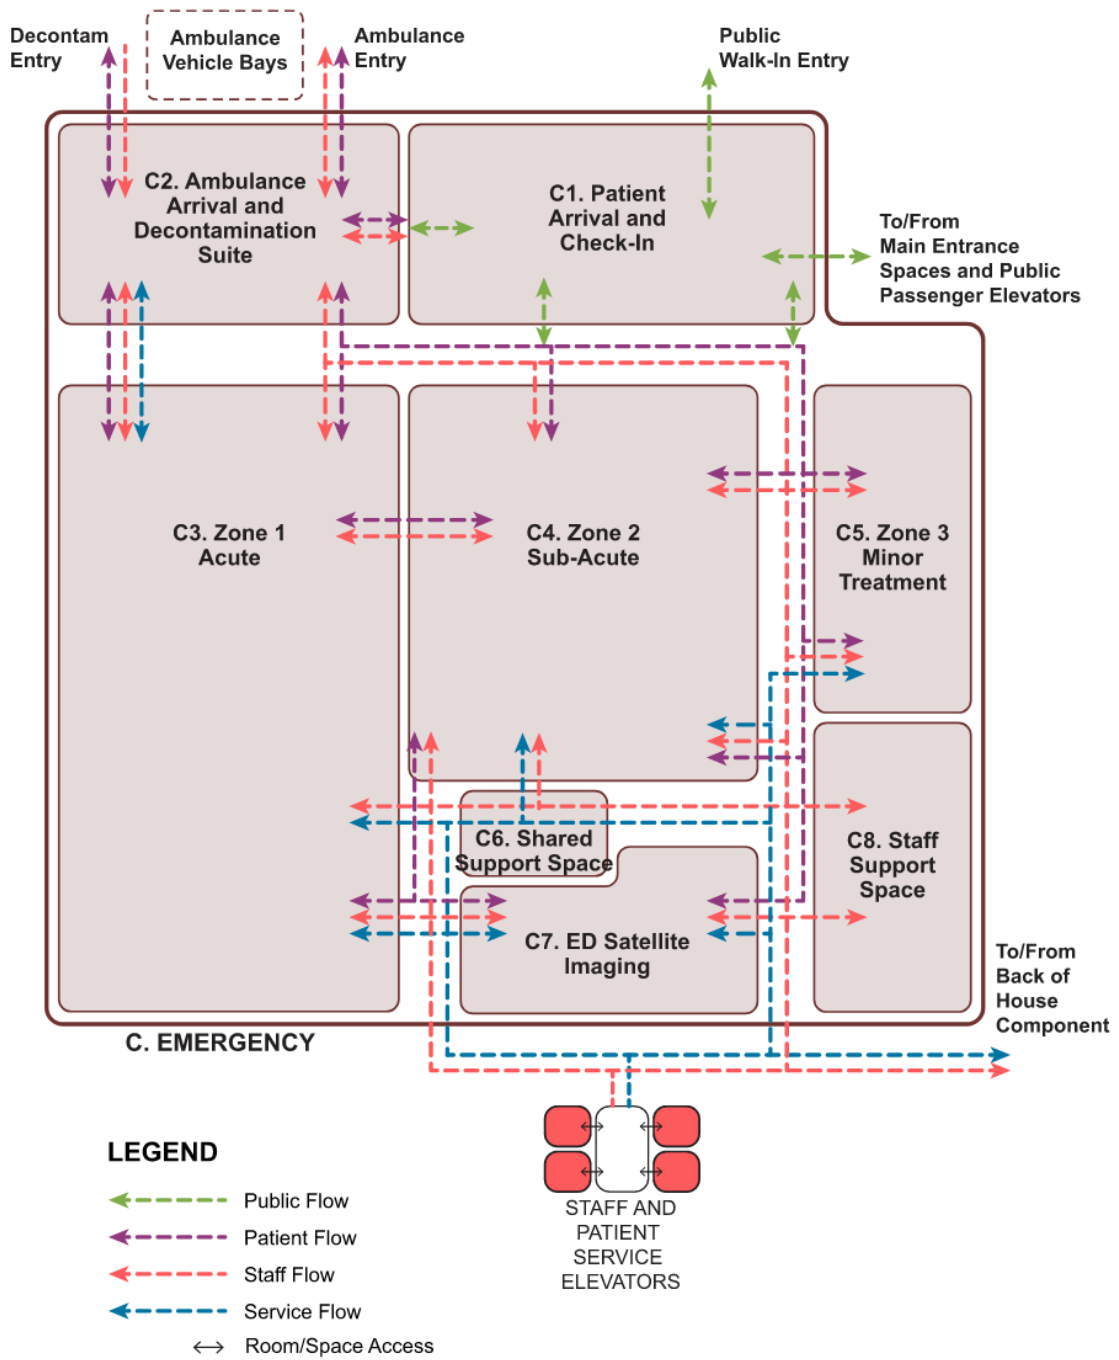 Decontam
Entry
Ambulance
Vehicle Bays
Ambulance
Entry
Public
Walk-In Entry
C2. Ambulance
Arrival and
Decontamination
Suite
C1. Patient
Arrival and
Check-In
To/From
Main Entrance
Spaces and Public
Passenger Elevators
C3. Zone 1
Acute
C4. Zone 2
Sub-Acute
C5. Zone 3
Minor
Treatment
C6. Shared
Support Space
C8. Staff
Support
Space
C7. ED Satellite
Imaging
To/From
Back of
House
Component
C. EMERGENCY
STAFF AND
PATIENT
SERVICE
ELEVATORS
LEGEND
Public Flow
Patient Flow
Staff Flow
Service Flow
Room/Space Access